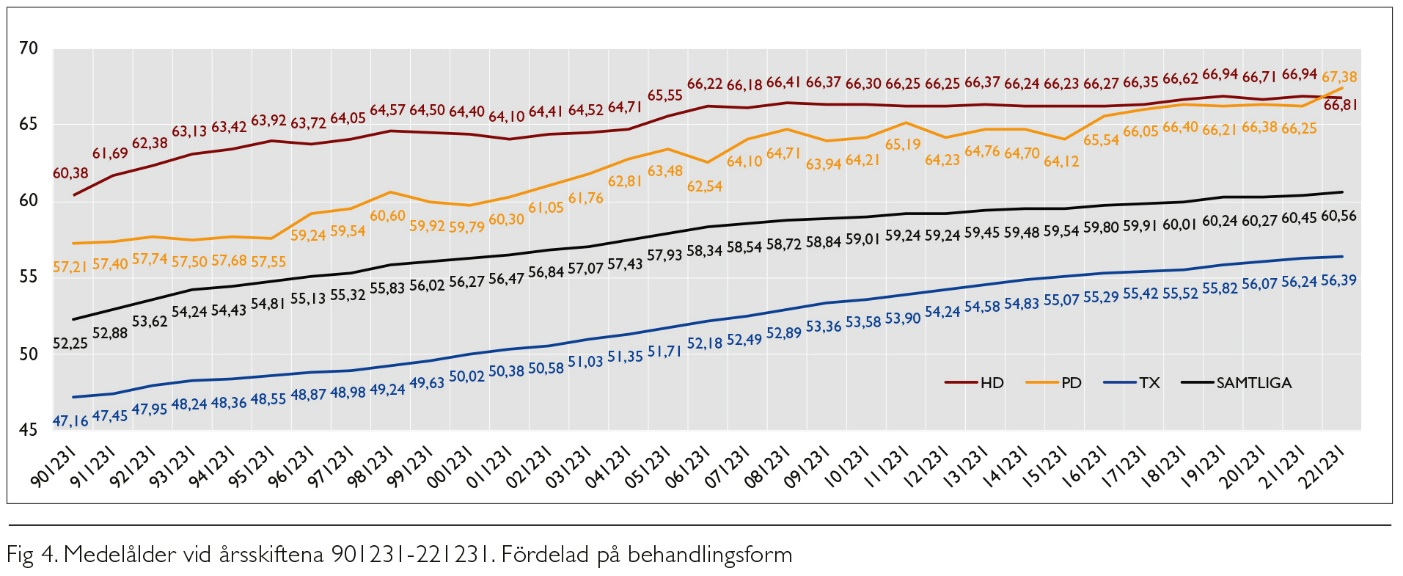 70
65
60
55
50
45
60,38 61,69 62,38 63,13 63,42 63,92 63,72 64,05 64,57 64,50 64,40 64,10 64,41 64,52 64,71 65,55 66,22 66,18 66,41 66,37 66,30 66,25 66,25 66,37 66,24 66,23 66,27 66,35 66,62 66,94 66,71 66,94 66,81
57,21 57,40 57,74 57,50 57,68 57,55 59,24 59,54 60,60 59,92 59,79 60,30 61,05 61,76 62,81 63,48 62,54 64,10 64,71 63,94 64,21 65,19 64,23 64,76 64,70 64,12 65,54 66,05 66,40 66,21 66,38 66,25 67,38
52,25 52,88 53,62 54,24 54,43 54,81 55,13 55,32 55,83 56,02 56,27 56,47 56,84 57,07 57,43 57,93 58,34 58,54 58,72 58,84 59,01 59,24 59,24 59,45 59,48 59,54 59,80 59,91 60,01 60,24 60,27 60,45 60,56
47,16 47,45 47,95 48,24 48,36 48,55 48,87 48,98 49,24 49,63 50,02 50,38 50,58 51,03 51,35 51,71 52,18 52,49 52,89 53,36 53,58 53,90 54,24 54,58 54,83 55,07 55,29 55,42 55,52 55,82 56,07 56,24 56,39
HD PD TX SAMTLIGA
901231 911231 921231 931231 941231 951231 961231 971231 981231 991231 001231 011231 021231 031231 041231 051231 061231 071231 081231 091231 101231 111231 121231 131231 141231 151231 161231 171231 181231 191231 201231 211231 221231
Fig 4. Medelålder vid årsskiftena 901231-221231. Fördelad på behandlingsform